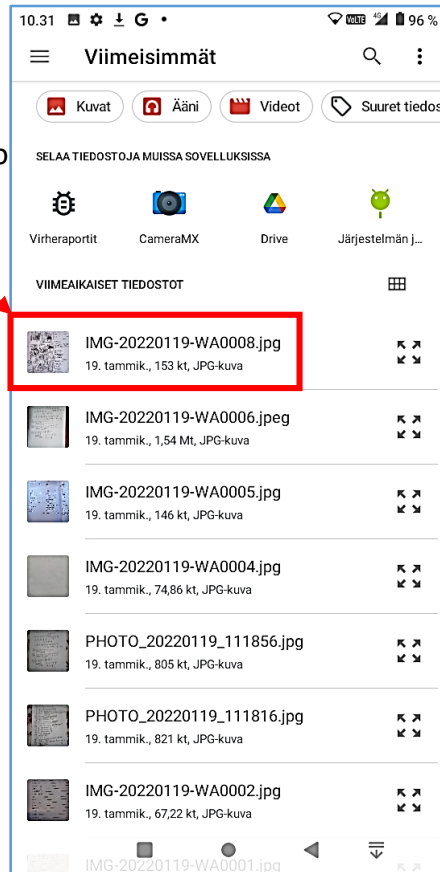 10.31 G 4G 96 %
Viimeisimmät
Kuvat Ääni Videot Suuret tiedos
SELAA TIEDOSTOJA MUISSA SOVELLUKSISSA
Virheraportit CameraMX Drive Järjestelmän j...
VIIMEAIKAISET TIEDOSTOT
IMG-20220119-WA0008.jpg
19. tammik., 153 kt, JPG-kuva
IMG-20220119-WA0006.jpeg
19. tammik., 1,54 Mt, JPG-kuva
IMG-20220119-WA0005.jpg
19. tammik., 146 kt, JPG-kuva
IMG-20220119-WA0004.jpg
19. tammik., 74,86 kt, JPG-kuva
PHOTO_20220119_111856.jpg
19. tammik., 805 kt, JPG-kuva
PHOTO_20220119_111816.jpg
19. tammik., 821 kt, JPG-kuva
IMG-20220119-WA0002.jpg
19. tammik., 67,22 kt, JPG-kuva
IMG-20220119-WA0001.jpg